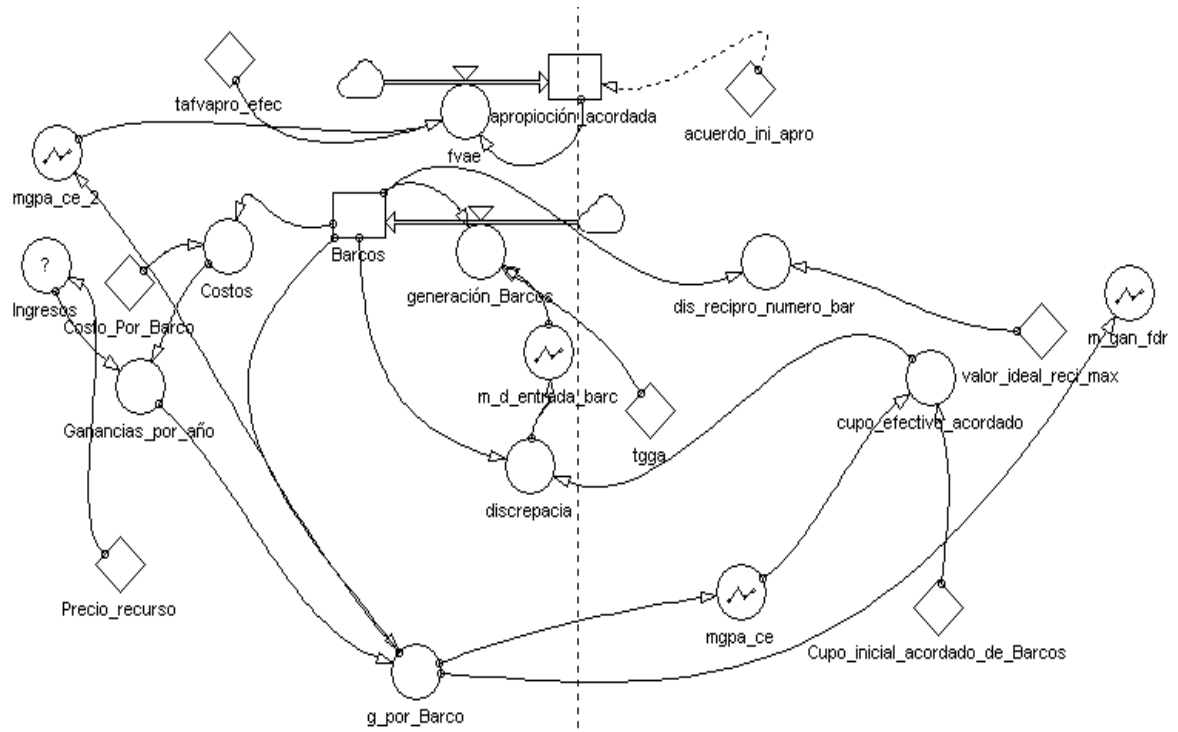 tafvapro_efec
apropioción_acordada
acuerdo_ini_apro
fvae
mgpa_ce_2
Barcos
Ingresos
Costo_Por_Barco
Costos
generación_Barcos
dis_recipro_numero_bar
m_gan_fdr
valor_ideal_reci_max
m_d_entrada_barc
Ganancias_por_año
cupo_efectivo_acordado
tgga
discrepacia
?
Precio_recurso
mgpa_ce
Cupo_inicial_acordado_de_Barcos
g_por_Barco